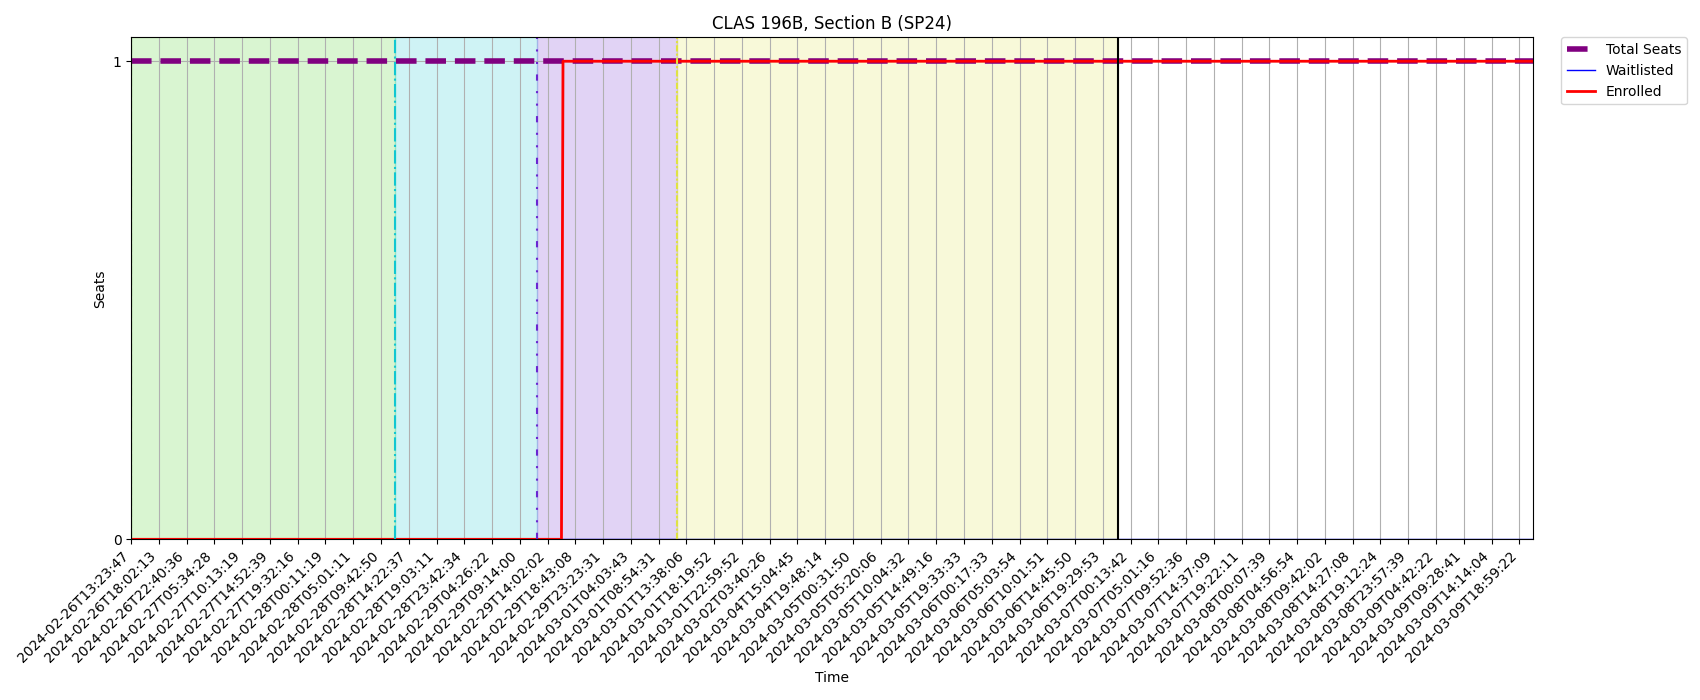 CLAS 196B, Section B (SP24)
Total Seats
Waitlisted
Enrolled
1
Seats
0
2024-02-26T13:23:47
2024-02-26T18:02:13
2024-02-26T22:40:36
2024-02-27T05:34:28
2024-02-27T10:13:19
2024-02-27T14:52:39
2024-02-27T19:32:16
2024-02-28T00:11:19
2024-02-28T05:01:11
2024-02-28T09:42:50
2024-02-28T14:22:37
2024-02-28T19:03:11
2024-02-28T23:42:34
2024-02-29T04:26:22
2024-02-29T09:14:00
2024-02-29T14:02:02
2024-02-29T18:43:08
2024-02-29T23:23:31
2024-03-01T04:03:43
2024-03-01T08:54:31
2024-03-01T13:38:06
2024-03-01T18:19:52
2024-03-01T22:59:52
2024-03-02T03:40:26
2024-03-04T15:04:45
2024-03-04T19:48:14
2024-03-05T00:31:50
2024-03-05T05:20:06
2024-03-05T10:04:32
2024-03-05T14:49:16
2024-03-05T19:33:33
2024-03-06T00:17:33
2024-03-06T05:03:54
2024-03-06T10:01:51
2024-03-06T14:45:50
2024-03-06T19:29:53
2024-03-07T00:13:42
2024-03-07T05:01:16
2024-03-07T09:52:36
2024-03-07T14:37:09
2024-03-07T19:22:11
2024-03-08T00:07:39
2024-03-08T04:56:54
2024-03-08T09:42:02
2024-03-08T14:27:08
2024-03-08T19:12:24
2024-03-08T23:57:39
2024-03-09T04:42:22
2024-03-09T09:28:41
2024-03-09T14:14:04
2024-03-09T18:59:22
Time